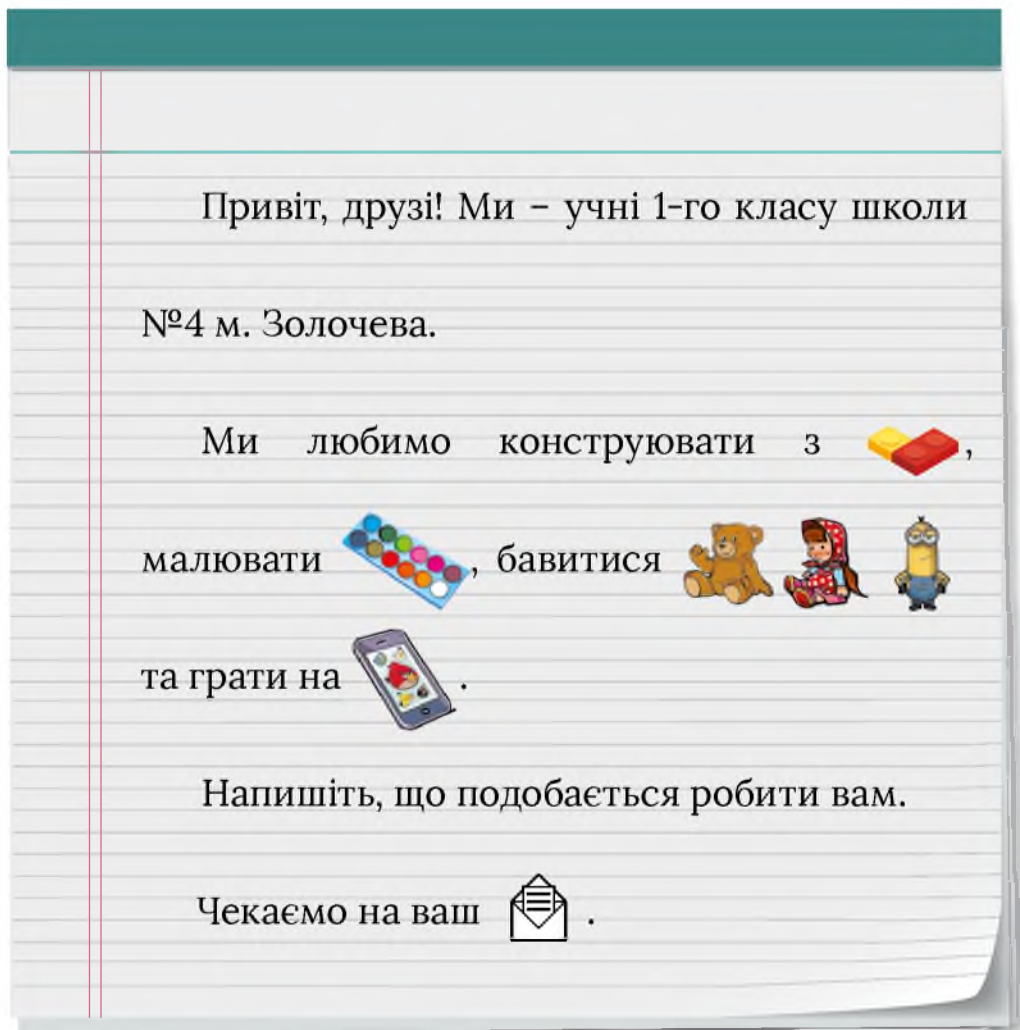 Привіт, друзі! Ми – учні 1-го класу школи
№4 м. Золочева.
Ми любимо конструювати з ,
малювати , бавитися
та грати на .
Напишіть, що подобається робити вам.
Чекаємо на ваш .